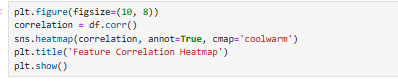 plt.figure(figsize=(10, 8))
correlation = df.corr()
sns.heatmap(correlation, annot=True, cmap='coolwarm')
plt.title('Feature Correlation Heatmap')
plt.show()